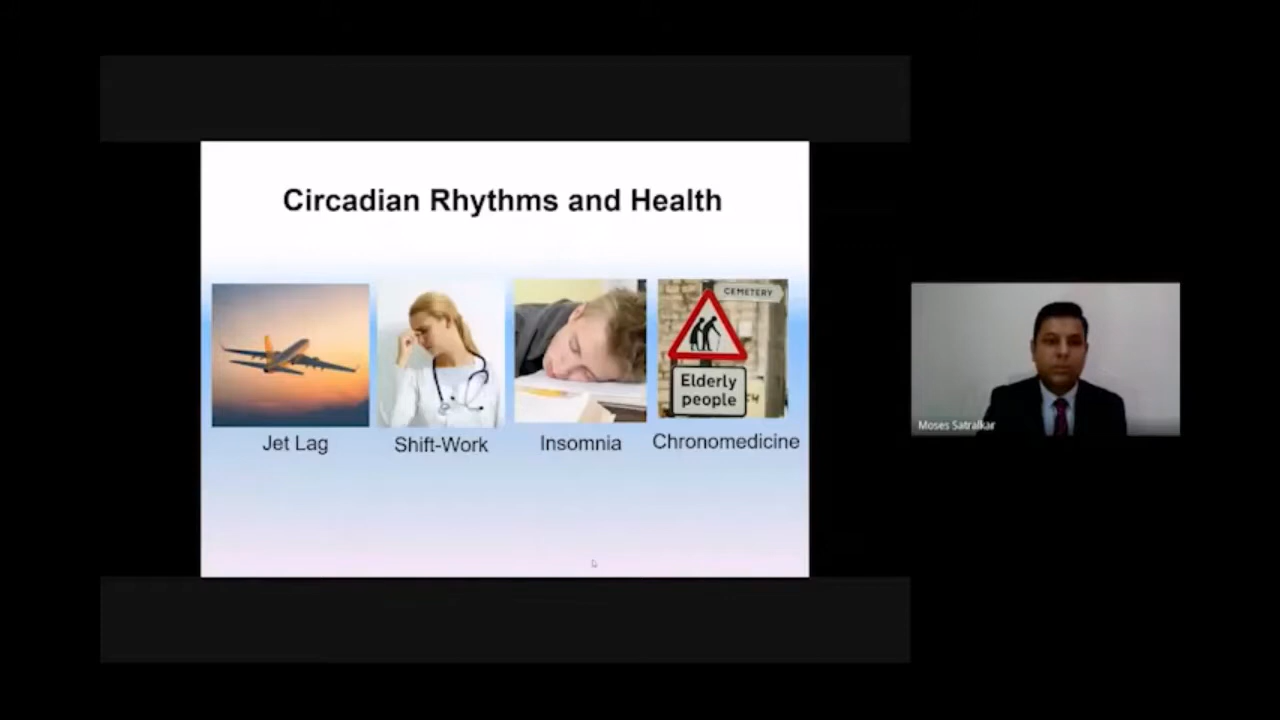 Circadian Rhythms and Health
CEMETERY
Elderly
people
Jet Lag
Shift-Work
Insomnia
Chronomedicine
Moses Satralkar